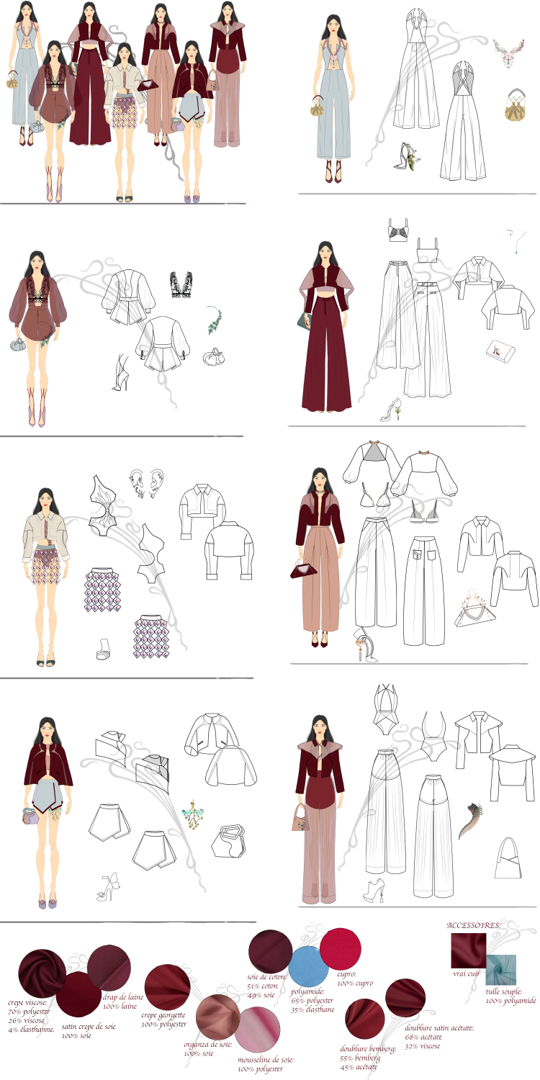 ACCESSOIRES:
vrai cuir
tulle souple:
100% polyamide
soie de coton:
51% coton
49% soie
cupro:
100% cupro
polyamide:
65% polyester
35% élasthane
crepe viscose:
70% polyester
26% viscose
4% élasthanne.
drap de laine
100% laine
satin crepe de soie
100% soie
crepe georgette
100% polyester
organza de soie:
100% soie
mousseline de soie:
100% polyester
doublure bemberg:
55% bemberg
45% acétate
doublure satin acétate:
68% acétate
32% viscose